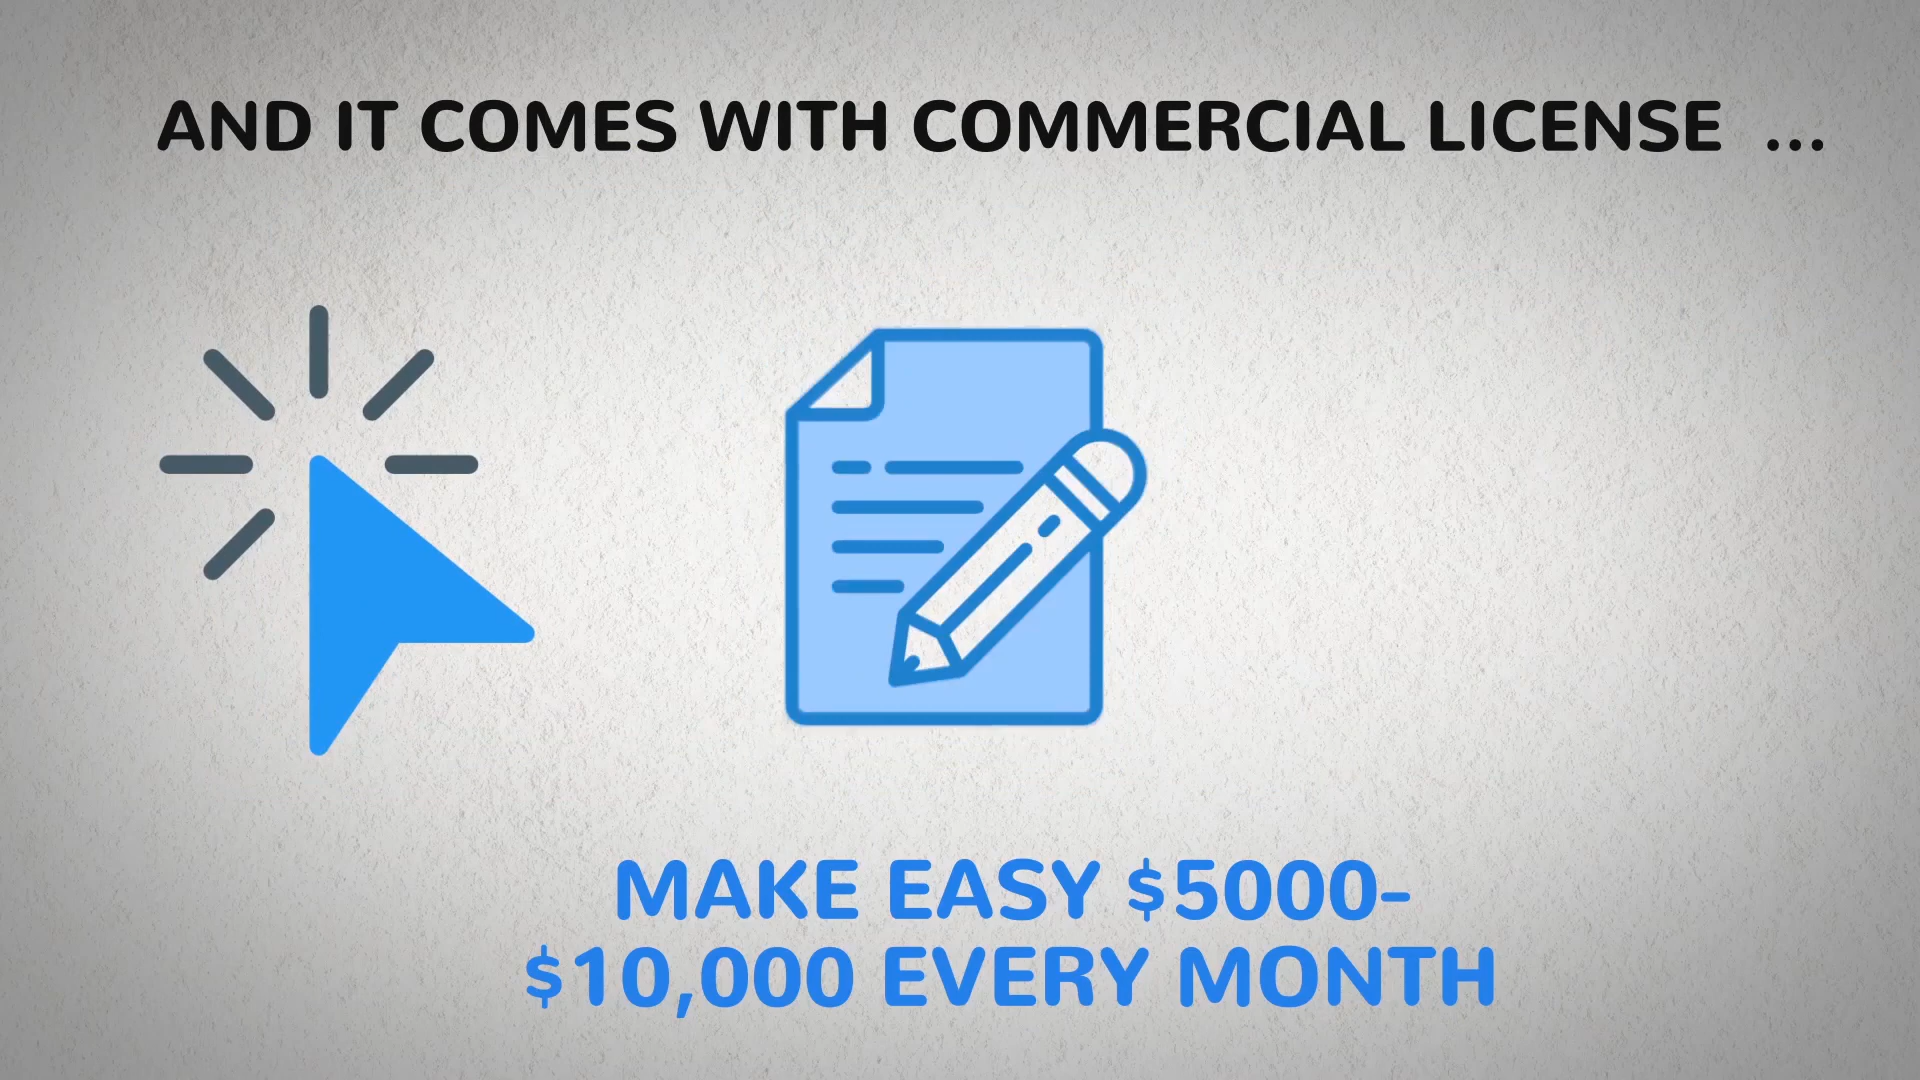 AND IT COMES WITH COMMERCIAL LICENSE ...
MAKE EASY $5000-
$10,000 EVERY MONTH